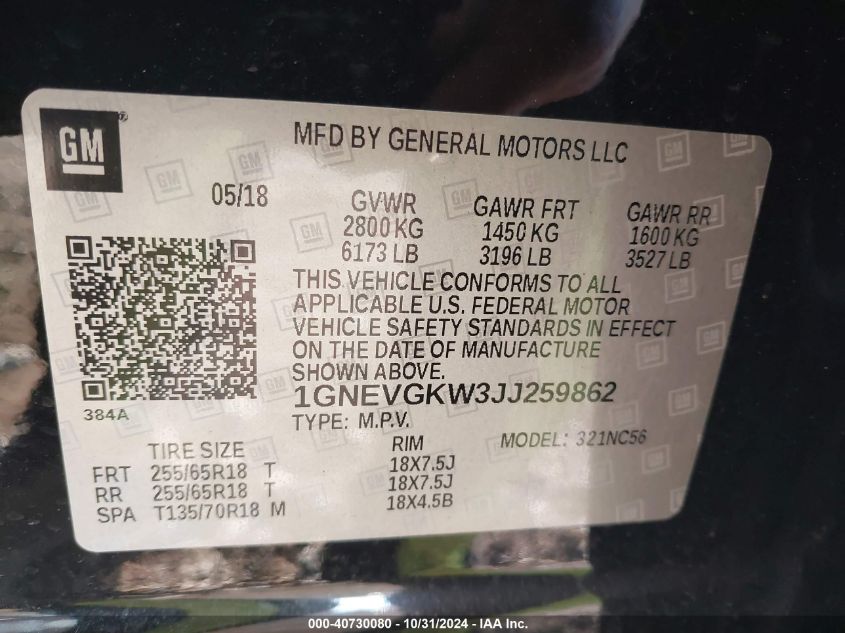 GM
MFD BY GENERAL MOTORS LLC
05/18
GVWR GAWR FRT GAWR RR
2800 KG 1450 KG 1600 KG
6173 LB 3196 LB 3527 LB
THIS VEHICLE CONFORMS TO ALL
APPLICABLE U.S. FEDERAL MOTOR
VEHICLE SAFETY STANDARDS IN EFFECT
ON THE DATE OF MANUFACTURE
SHOWN ABOVE.
1GNEVGKW3JJ259862
384A
TYPE: M.P.V. MODEL: 321NC56
TIRE SIZE RIM
FRT 255/65R18 T 18X7.5J
RR 255/65R18 T 18X7.5J
SPA T135/70R18 M 18X4.5B
000-40730080 - 10/31/2024 - IAA Inc.